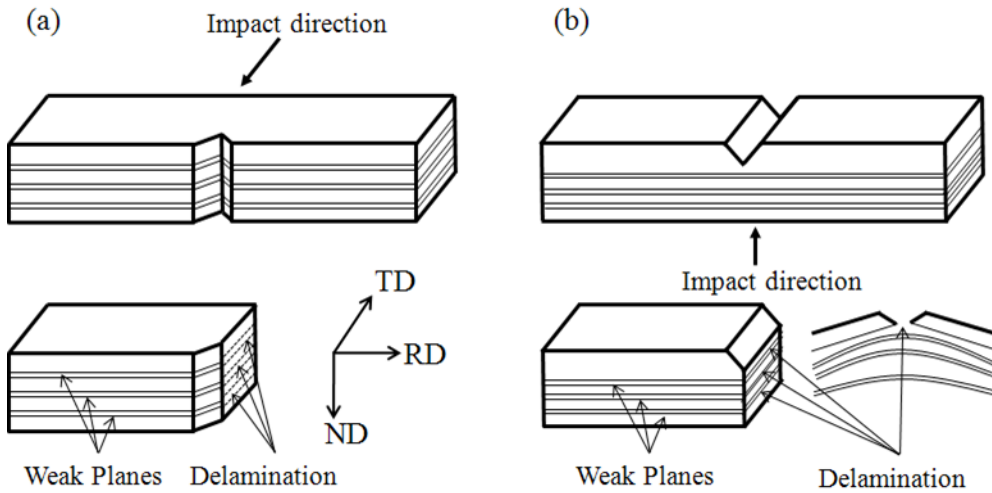 (a)
Impact direction
TD
RD
ND
Weak Planes
Delamination
(b)
Impact direction
Weak Planes
Delamination